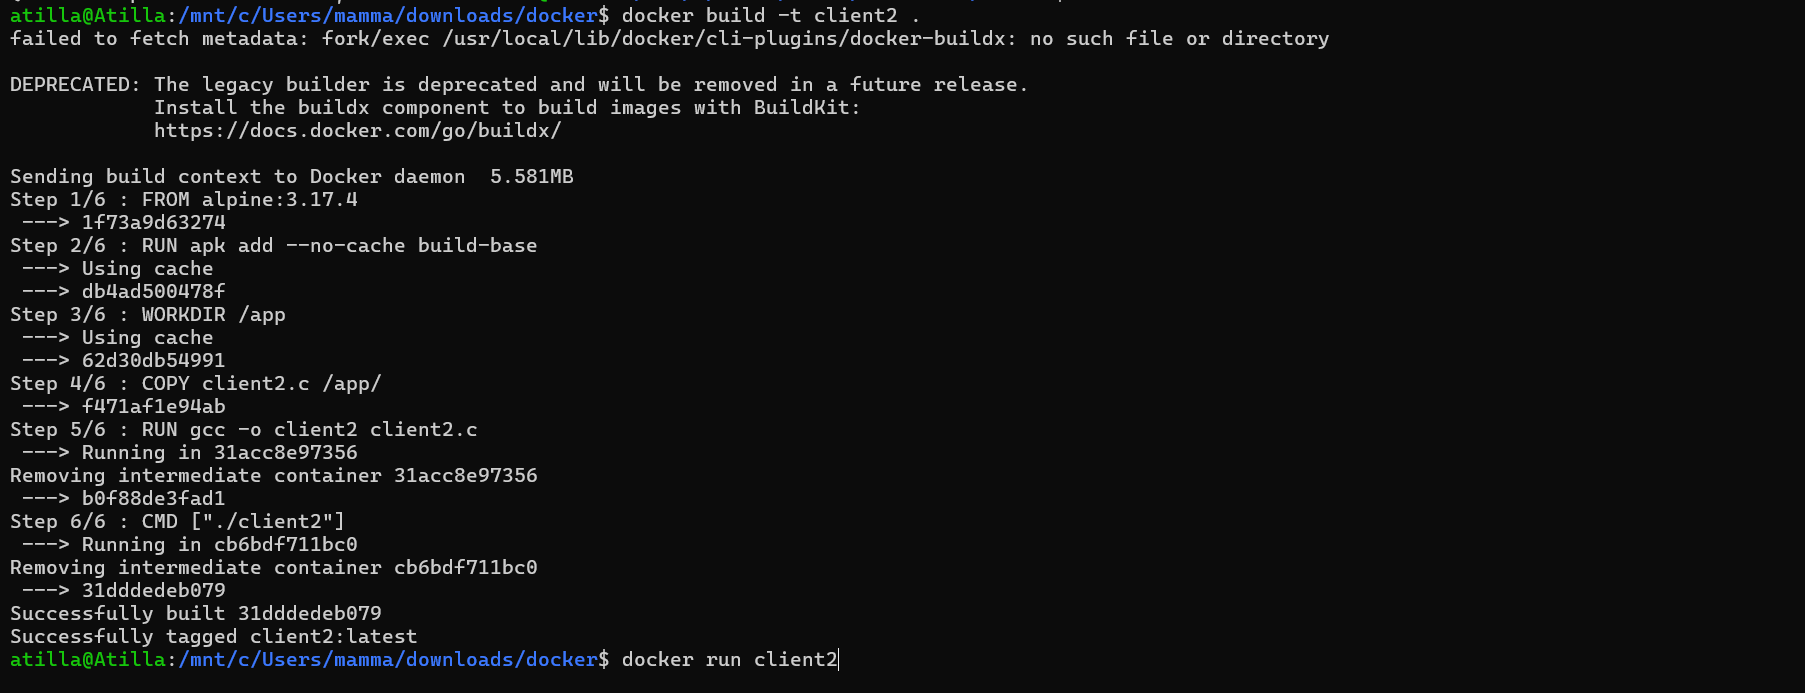 atilla@Atilla:/mnt/c/Users/mamma/downloads/docker$ docker build -t client2 .
failed to fetch metadata: fork/exec /usr/local/lib/docker/cli-plugins/docker-buildx: no such file or directory
DEPRECATED: The legacy builder is deprecated and will be removed in a future release.
Install the buildx component to build images with BuildKit:
https://docs.docker.com/go/buildx/
Sending build context to Docker daemon  5.581MB
Step 1/6 : FROM alpine:3.17.4
---> 1f73a9d63274
Step 2/6 : RUN apk add --no-cache build-base
---> Using cache
---> db4ad500478f
Step 3/6 : WORKDIR /app
---> Using cache
---> 62d30db54991
Step 4/6 : COPY client2.c /app/
---> f471af1e94ab
Step 5/6 : RUN gcc -o client2 client2.c
---> Running in 31acc8e97356
Removing intermediate container 31acc8e97356
---> b0f88de3fad1
Step 6/6 : CMD ["./client2"]
---> Running in cb6bdf711bc0
Removing intermediate container cb6bdf711bc0
---> 31dddedeb079
Successfully built 31dddedeb079
Successfully tagged client2:latest
atilla@Atilla:/mnt/c/Users/mamma/downloads/docker$ docker run client2